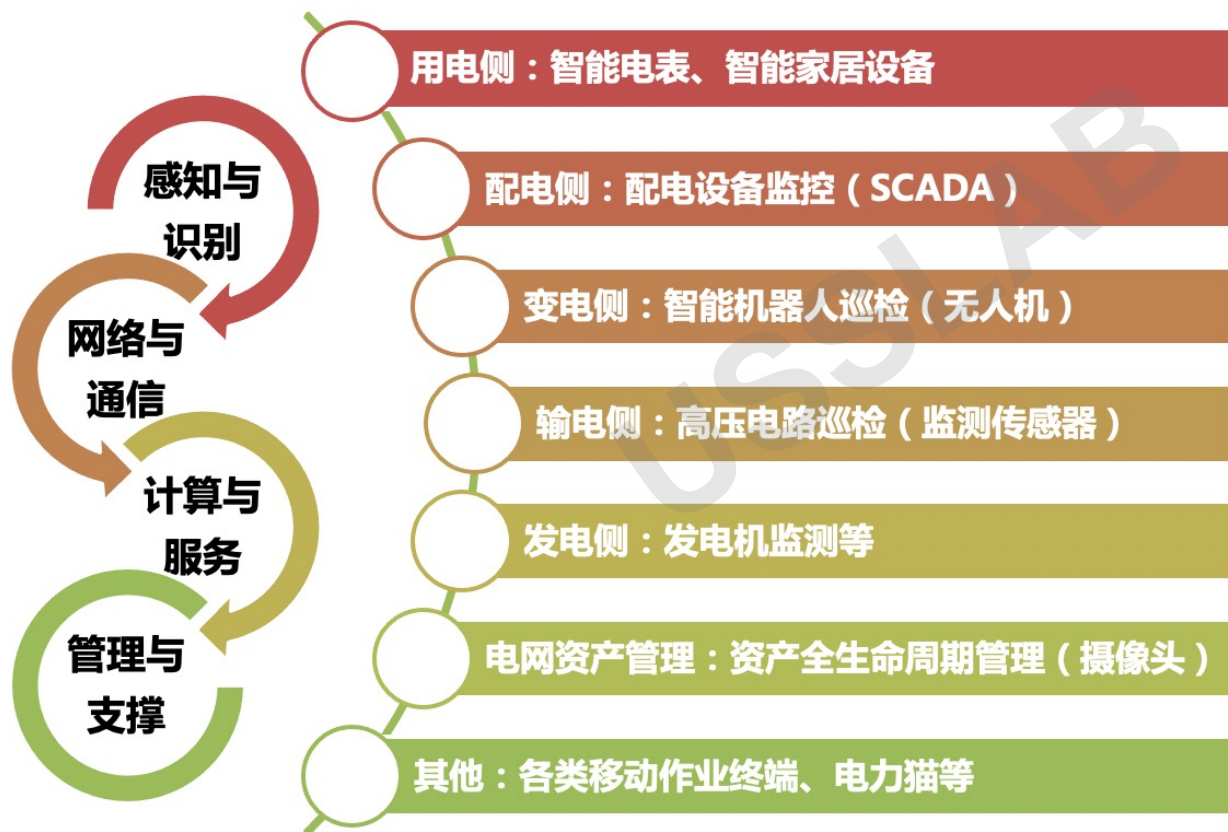 感知与
识别
网络与
通信
计算与
服务
管理与
支撑
用电侧：智能电表、智能家居设备
配电侧：配电设备监控（SCADA）
变电侧：智能机器人巡检（无人机）
输电侧：高压电路巡检（监测传感器）
发电侧：发电机监测等
电网资产管理：资产全生命周期管理（摄像头）
其他：各类移动作业终端、电力猫等
USSLAB